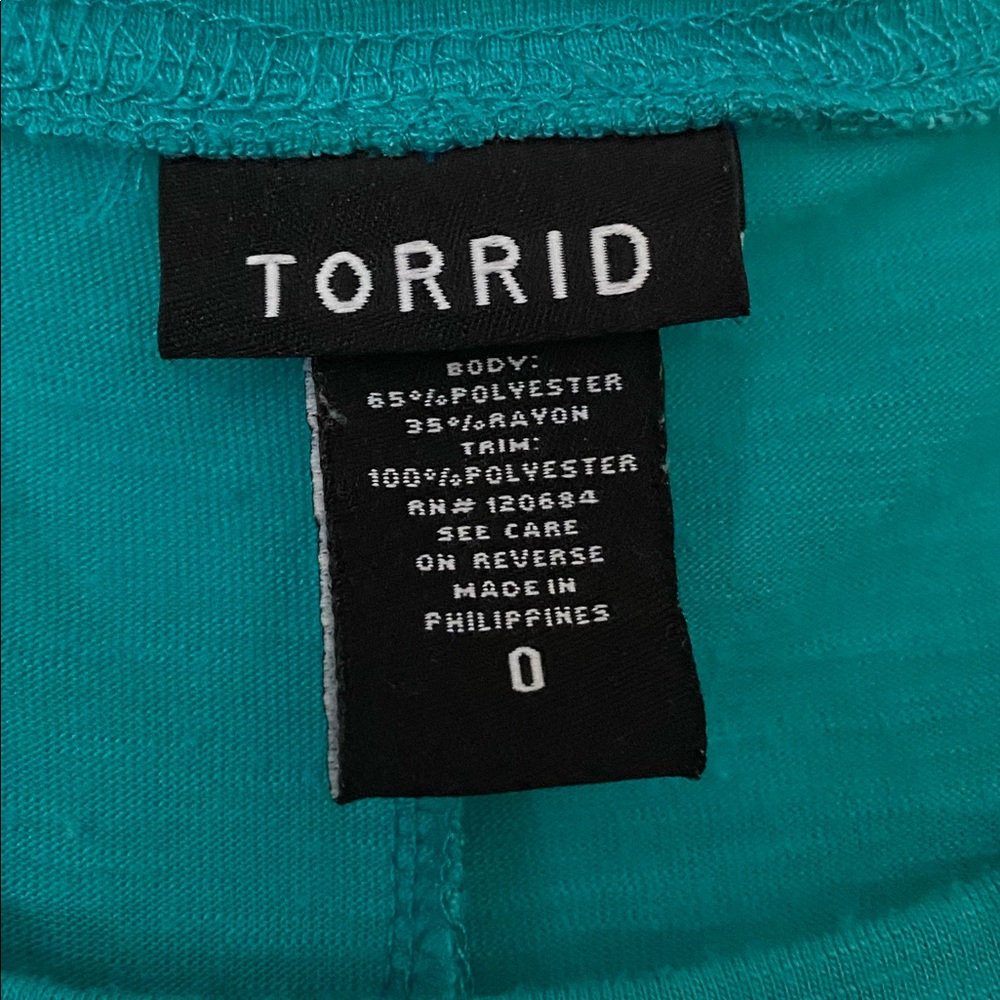 TORRID
BODY:
65%POLYESTER
35%RAYON
TRIM:
100%POLYESTER
RN# 120684
SEE CARE
ON REVERSE
MADE IN
PHILIPPINES
0